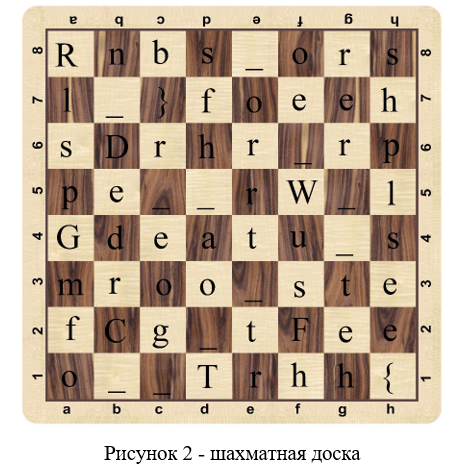 a b c d e f g h
8 R n b s _ o r s 8
7 l _ } f o e e h 7
6 s D r h r _ r p 6
5 p e _ _ r W _ l 5
4 G d e a t u _ s 4
3 m r o o _ s t e 3
2 f C g _ t F e e 2
1 o _ _ T r h h { 1
a b c d e f g h
Рисунок 2 - шахматная доска